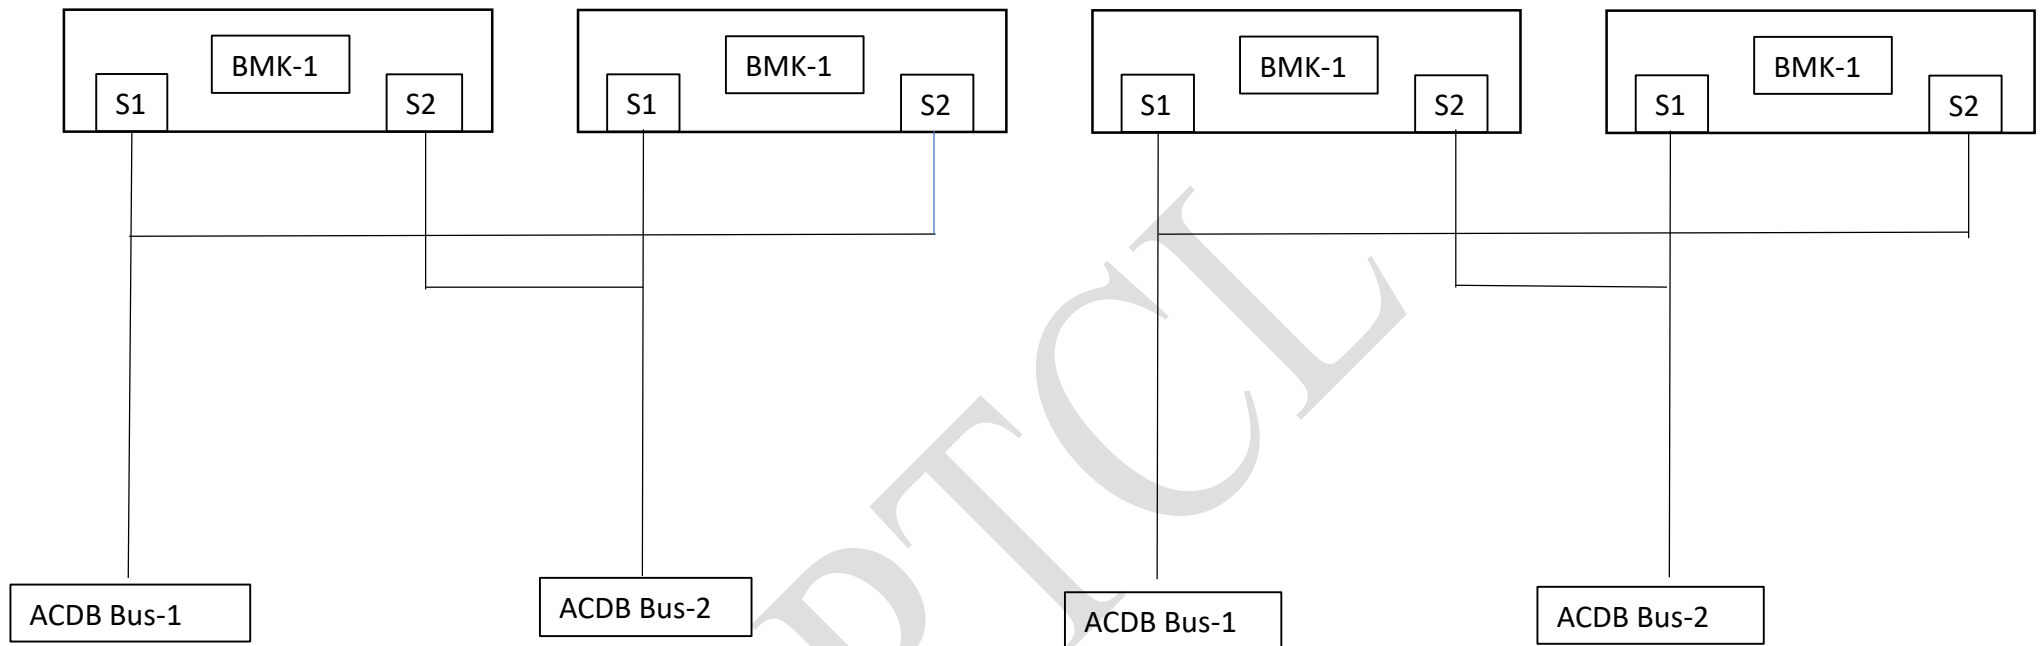 BMK-1
S1
S2
BMK-1
S1
S2
BMK-1
S1
S2
BMK-1
S1
S2
ACDB Bus-1
ACDB Bus-2
ACDB Bus-1
ACDB Bus-2
PTCL